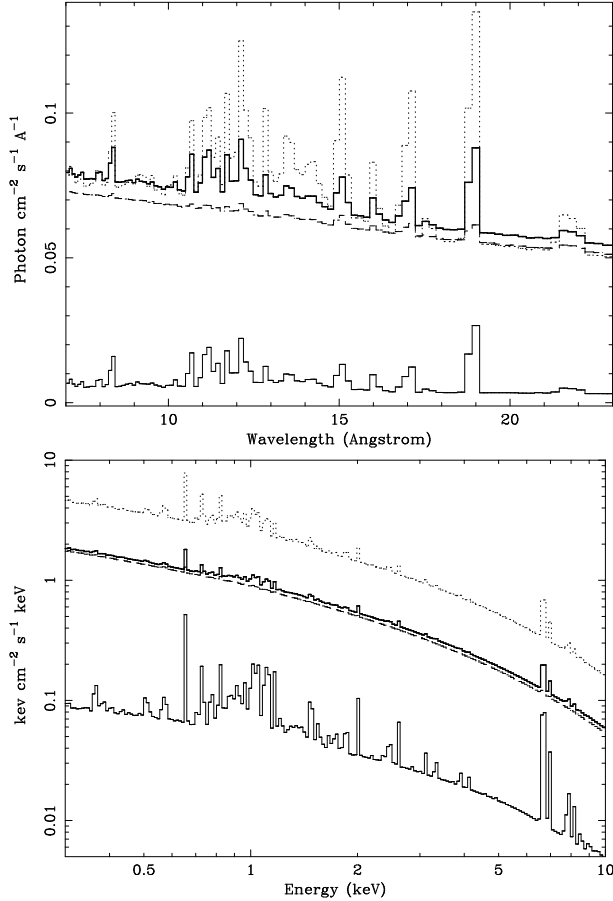 0.1
0.05
0
Photon cm−2 s−1 A−1
10 15 20
Wavelength (Angstrom)
10
1
0.1
0.01
kev cm−2 s−1 keV
0.5 1 2 5 10
Energy (keV)